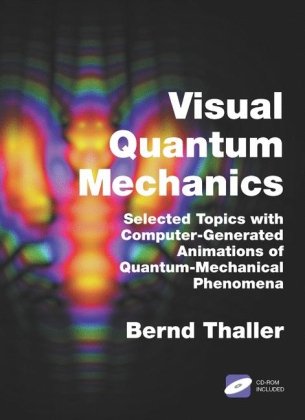 Visual
Quantum
Mechanics
Selected Topics with
Computer-Generated
Animations of
Quantum-Mechanical
Phenomena
Bernd Thaller
CD-ROM
INCLUDED